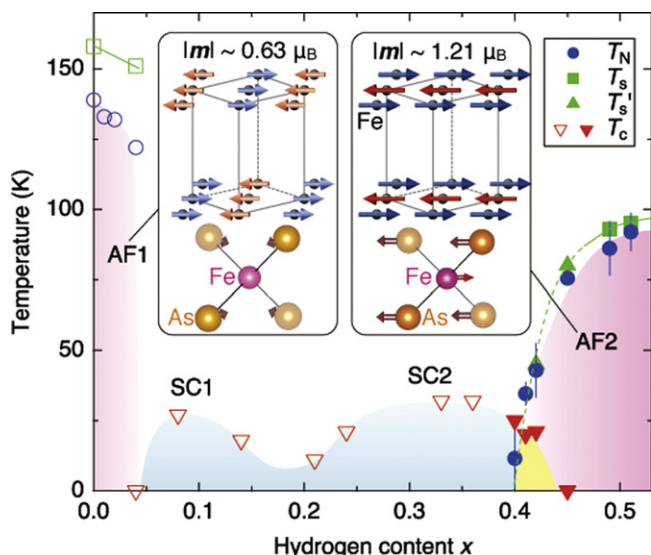 |m| ~ 0.63 μB
|m| ~ 1.21 μB
TN
Ts
Ts'
Tc
Fe
AF1
Fe
As
Fe
As
AF2
SC1
SC2
150
100
50
0
Temperature (K)
0.0 0.1 0.2 0.3 0.4 0.5
Hydrogen content x